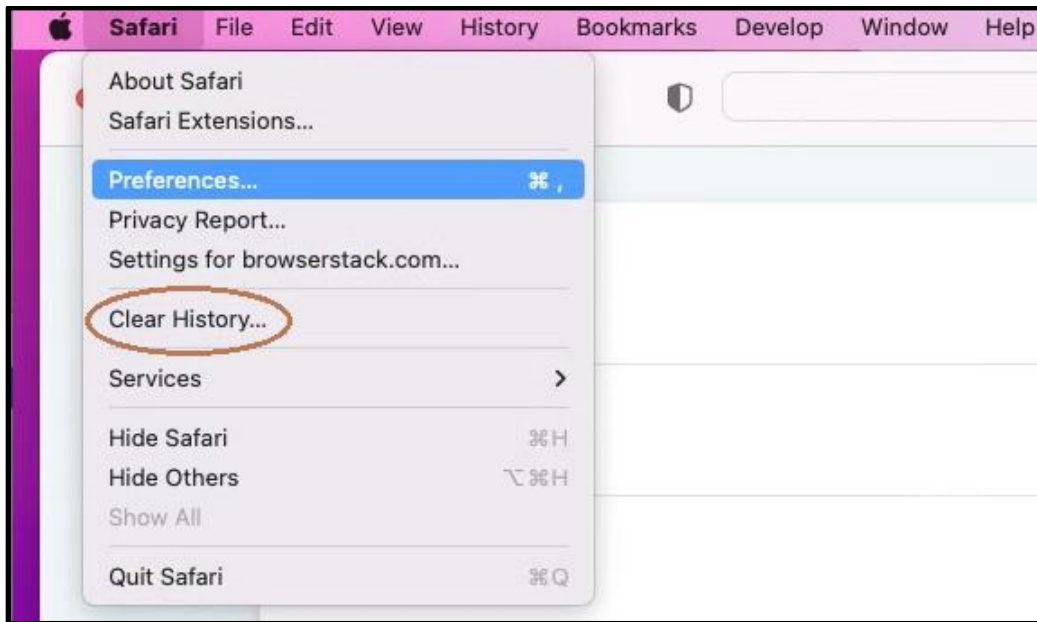 Safari File Edit View History Bookmarks Develop Window Help
About Safari
Safari Extensions...
Preferences... ⌘ ,
Privacy Report...
Settings for browserstack.com...
Clear History...
Services
Hide Safari ⌘H
Hide Others ⌥⌘H
Show All
Quit Safari ⌘Q